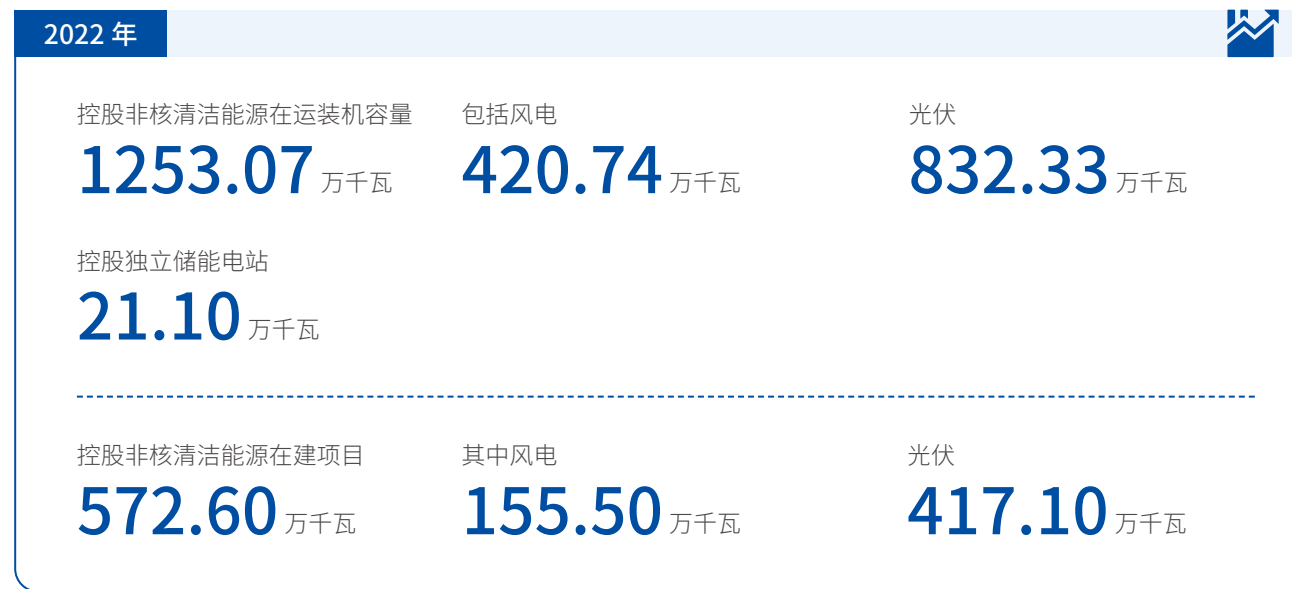 2022 年
控股非核清洁能源在运装机容量
1253.07 万千瓦
包括风电
420.74 万千瓦
光伏
832.33 万千瓦
控股独立储能电站
21.10 万千瓦
控股非核清洁能源在建项目
572.60 万千瓦
其中风电
155.50 万千瓦
光伏
417.10 万千瓦